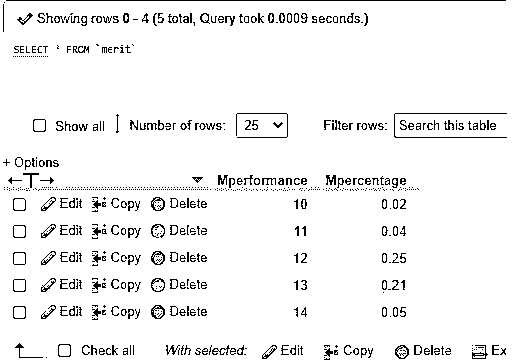 Showing rows 0 - 4 (5 total, Query took 0.0009 seconds.)
SELECT * FROM `merit`
Show all Number of rows: 25 Filter rows: Search this table
+ Options
←T→ Mperformance Mpercentage
Edit Copy Delete 10 0.02
Edit Copy Delete 11 0.04
Edit Copy Delete 12 0.25
Edit Copy Delete 13 0.21
Edit Copy Delete 14 0.05
Check all With selected: Edit Copy Delete Ex